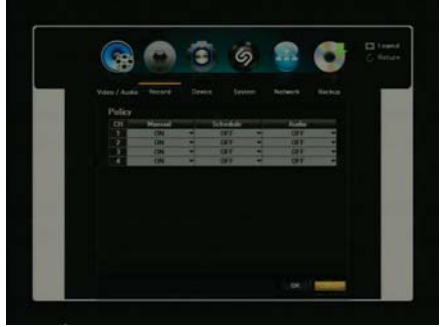 Logout
Return
Video / Audio Record Device System Network Backup
Policy
CH Manual Schedule Audio
1 ON OFF OFF
2 ON OFF OFF
3 ON OFF OFF
4 ON OFF OFF
OK